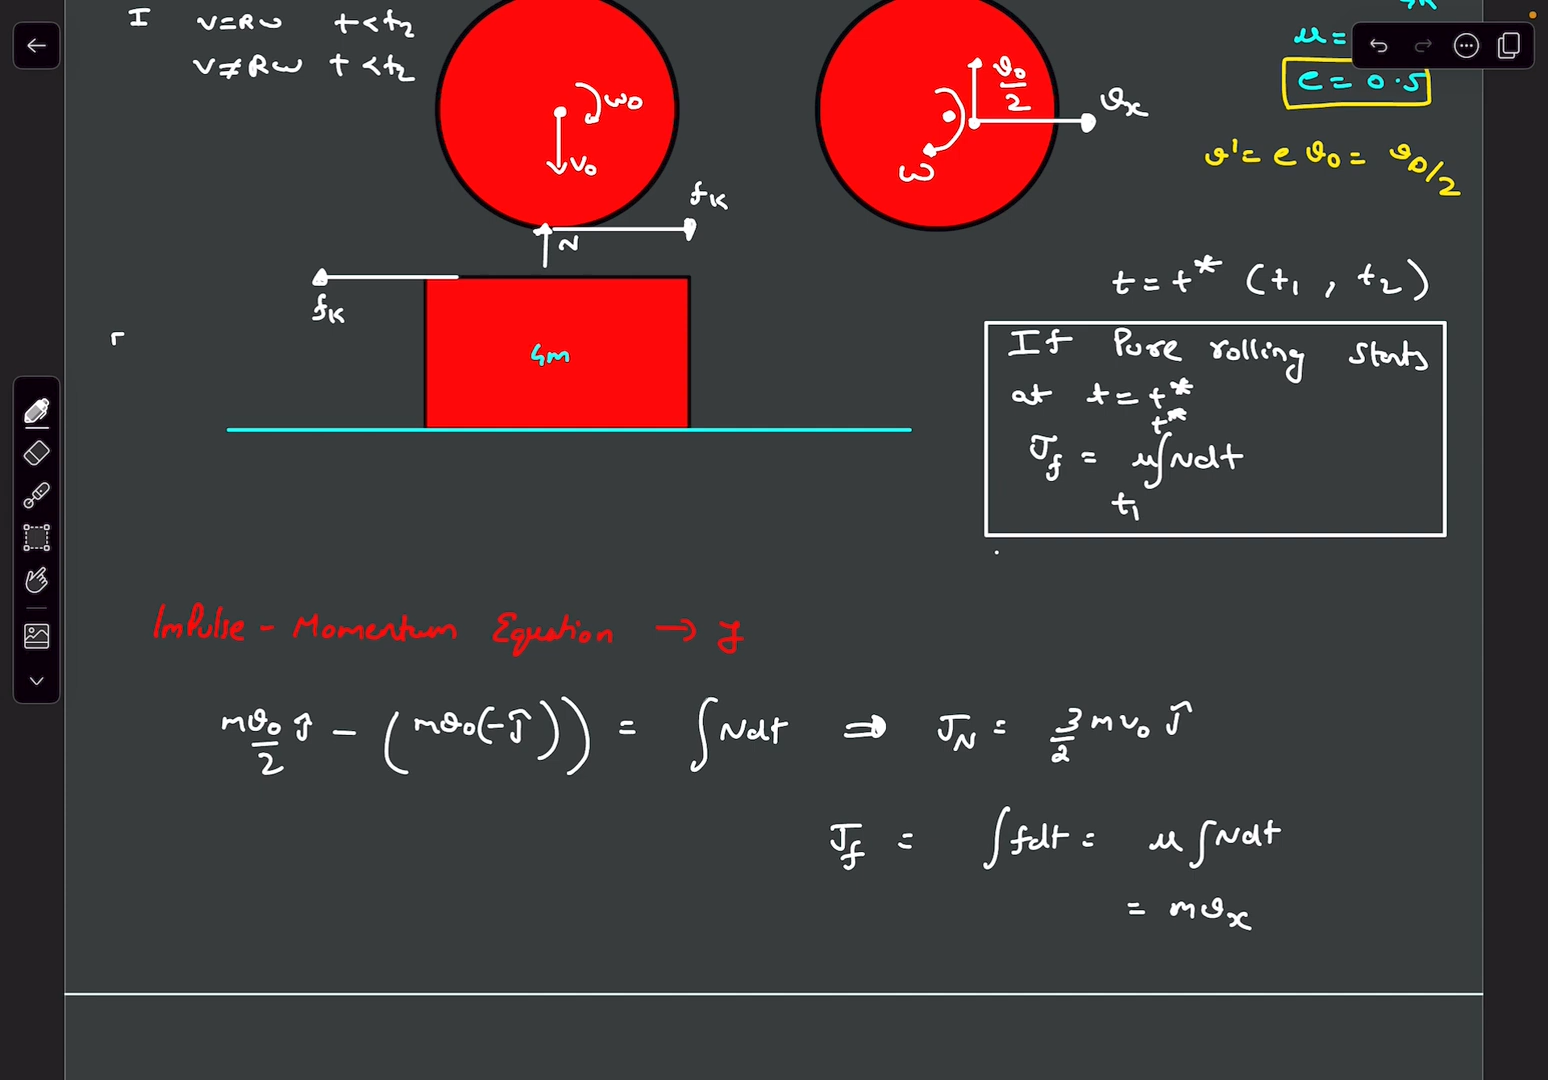 I v=Rω t<t₂
v≠Rω t<t₂
ω₀
v₀
N
fₖ
fₖ
4m
v₀/2
vₓ
ω
μ=
e = 0.5
v' = e v₀ = v₀/2
t = t* (t₁ , t₂)
If Pure rolling starts
at t = t*
J_f = μ∫_{t₁}^{t*} N dt
Impulse - Momentum Equation → y
mv₀/2 ĵ - (mv₀(-ĵ)) = ∫Ndt ⇒ J_N = 3/2 mv₀ ĵ
J_f = ∫fdt = μ∫Ndt
= mvₓ